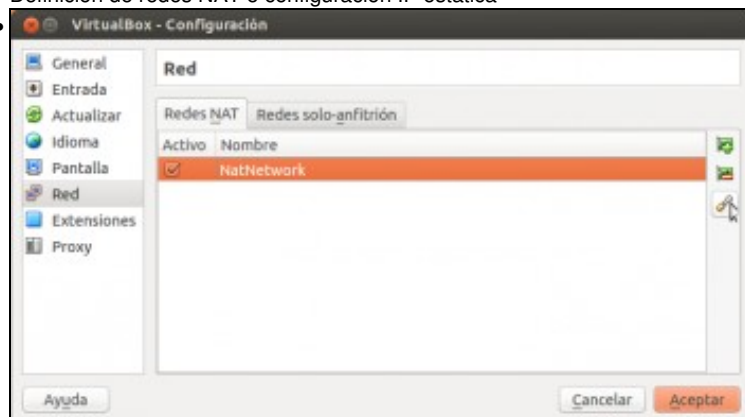 Definición de redes NAT o configuración IP estática
VirtualBox - Configuración
General
Entrada
Actualizar
Idioma
Pantalla
Red
Extensiones
Proxy
Red
Redes NAT
Redes solo-anfitrión
Activo Nombre
NatNetwork
Ayuda
Cancelar
Aceptar